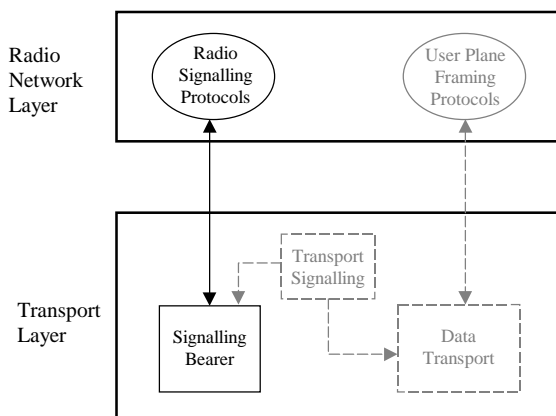 Radio
Network
Layer
Radio
Signalling
Protocols
User Plane
Framing
Protocols
Transport
Layer
Transport
Signalling
Signalling
Bearer
Data
Transport